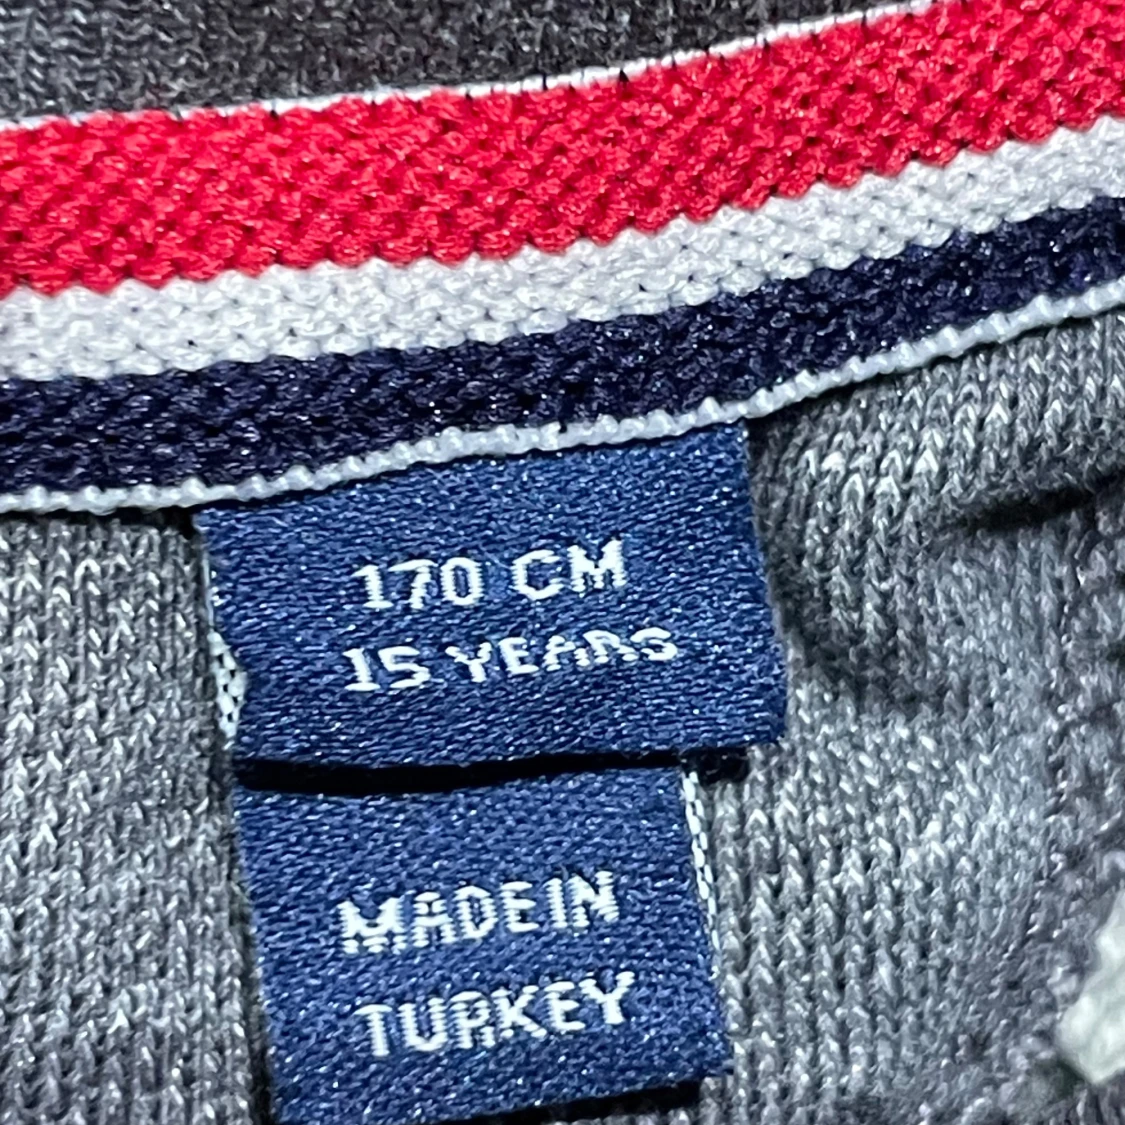 170 CM
15 YEARS
MADE IN
TURKEY